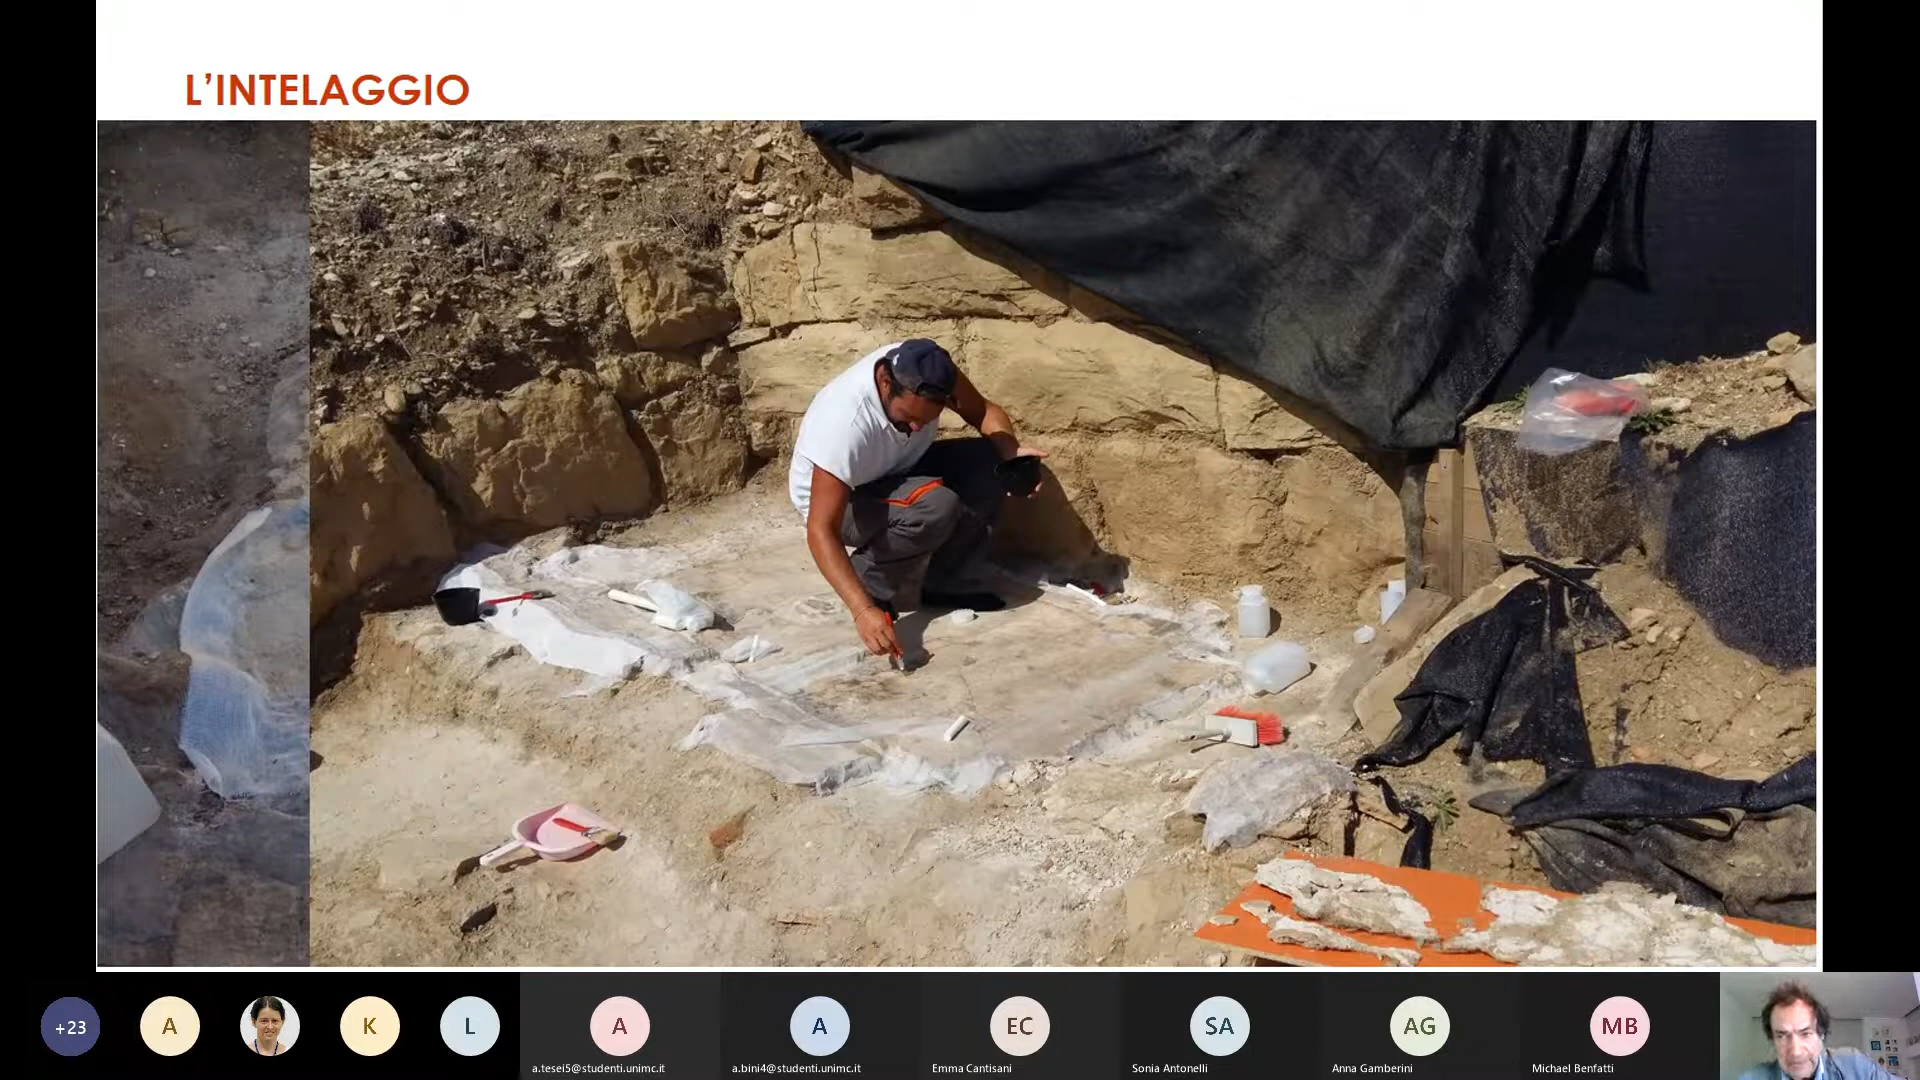 L’INTELAGGIO
+23
A
K
L
A
A
EC
SA
AG
MB
a.tesei5@studenti.unimc.it
a.bini4@studenti.unimc.it
Emma Cantisani
Sonia Antonelli
Anna Gamberini
Michael Benfatti